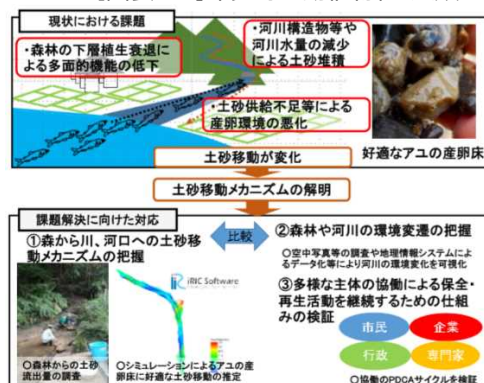 現状における課題
・森林の下層植生衰退に
よる多面的機能の低下
・河川構造物等や
河川水量の減少
による土砂堆積
・土砂供給不足等による
産卵環境の悪化
好適なアユの産卵床
土砂移動が変化
土砂移動メカニズムの解明
課題解決に向けた対応
①森から川、河口への土砂移
動メカニズムの把握
比較
②森林や河川の環境変遷の把握
○空中写真等の調査や地理情報システムによ
るデータ化等により河川の環境変化を可視化
iRIC Software
③多様な主体の協働による保全・
再生活動を継続するための仕組
みの検証
市民
企業
行政
専門家
○森林からの土砂
流出量の調査
○シミュレーションによるアユの産
卵床に好適な土砂移動の推定
○協働のPDCAサイクルを検証